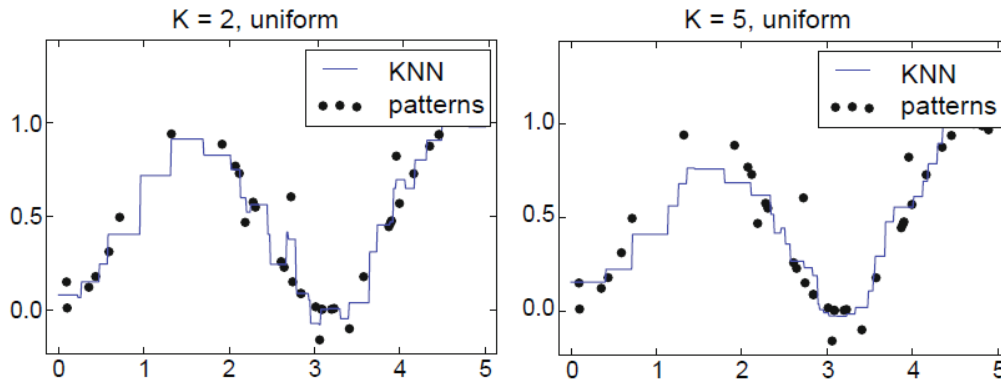 K = 2, uniform
KNN
patterns
1.0
0.5
0.0
0 1 2 3 4 5
K = 5, uniform
KNN
patterns
1.0
0.5
0.0
0 1 2 3 4 5